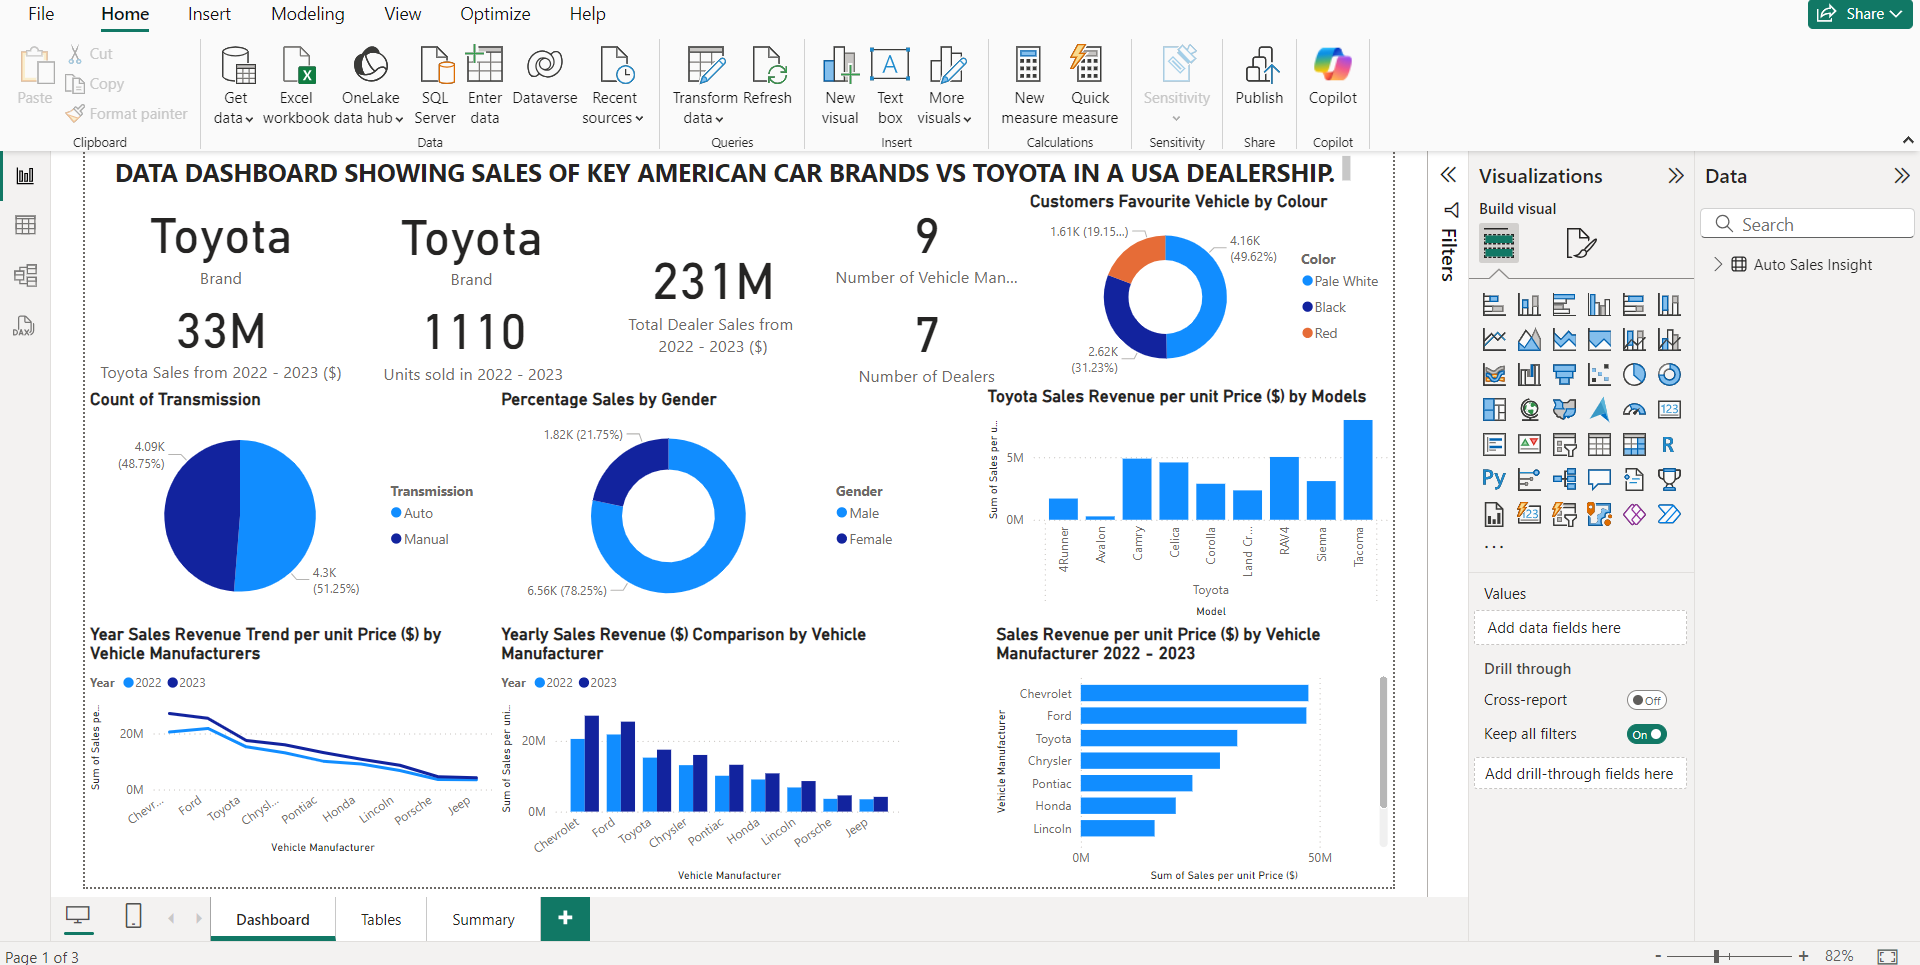 File Home Insert Modeling View Optimize Help
Share
Paste
Cut
Copy
Format painter
Clipboard
Get data
Excel workbook
OneLake data hub
SQL Server
Enter data
Dataverse
Recent sources
Data
Transform data
Refresh
Queries
New visual
Text box
More visuals
Insert
New measure
Quick measure
Calculations
Sensitivity
Sensitivity
Publish
Share
Copilot
Copilot
DATA DASHBOARD SHOWING SALES OF KEY AMERICAN CAR BRANDS VS TOYOTA IN A USA DEALERSHIP.
Toyota
Brand
33M
Toyota Sales from 2022 - 2023 ($)
Toyota
Brand
1110
Units sold in 2022 - 2023
231M
Total Dealer Sales from
2022 - 2023 ($)
9
Number of Vehicle Man...
7
Number of Dealers
Customers Favourite Vehicle by Colour
1.61K (19.15...)
4.16K
(49.62%)
2.62K
(31.23%)
Color
Pale White
Black
Red
Count of Transmission
4.09K
(48.75%)
4.3K
(51.25%)
Transmission
Auto
Manual
Percentage Sales by Gender
1.82K (21.75%)
6.56K (78.25%)
Gender
Male
Female
Toyota Sales Revenue per unit Price ($) by Models
Sum of Sales per u...
5M
0M
4Runner
Avalon
Camry
Celica
Corolla
Land Cr...
RAV4
Sienna
Tacoma
Toyota
Model
Year Sales Revenue Trend per unit Price ($) by
Vehicle Manufacturers
Year 2022 2023
Sum of Sales pe...
20M
0M
Chevr...
Ford
Toyota
Chrysl...
Pontiac
Honda
Lincoln
Porsche
Jeep
Vehicle Manufacturer
Yearly Sales Revenue ($) Comparison by Vehicle
Manufacturer
Year 2022 2023
Sum of Sales per uni...
20M
0M
Chevrolet
Ford
Toyota
Chrysler
Pontiac
Honda
Lincoln
Porsche
Jeep
Vehicle Manufacturer
Sales Revenue per unit Price ($) by Vehicle
Manufacturer 2022 - 2023
Vehicle Manufacturer
Chevrolet
Ford
Toyota
Chrysler
Pontiac
Honda
Lincoln
0M
50M
Sum of Sales per unit Price ($)
Filters
Visualizations
Build visual
123
R
Py
123
...
Values
Add data fields here
Drill through
Cross-report
Off
Keep all filters
On
Add drill-through fields here
Data
Search
Auto Sales Insight
DAX
Dashboard
Tables
Summary
+
Page 1 of 3
- + 82%